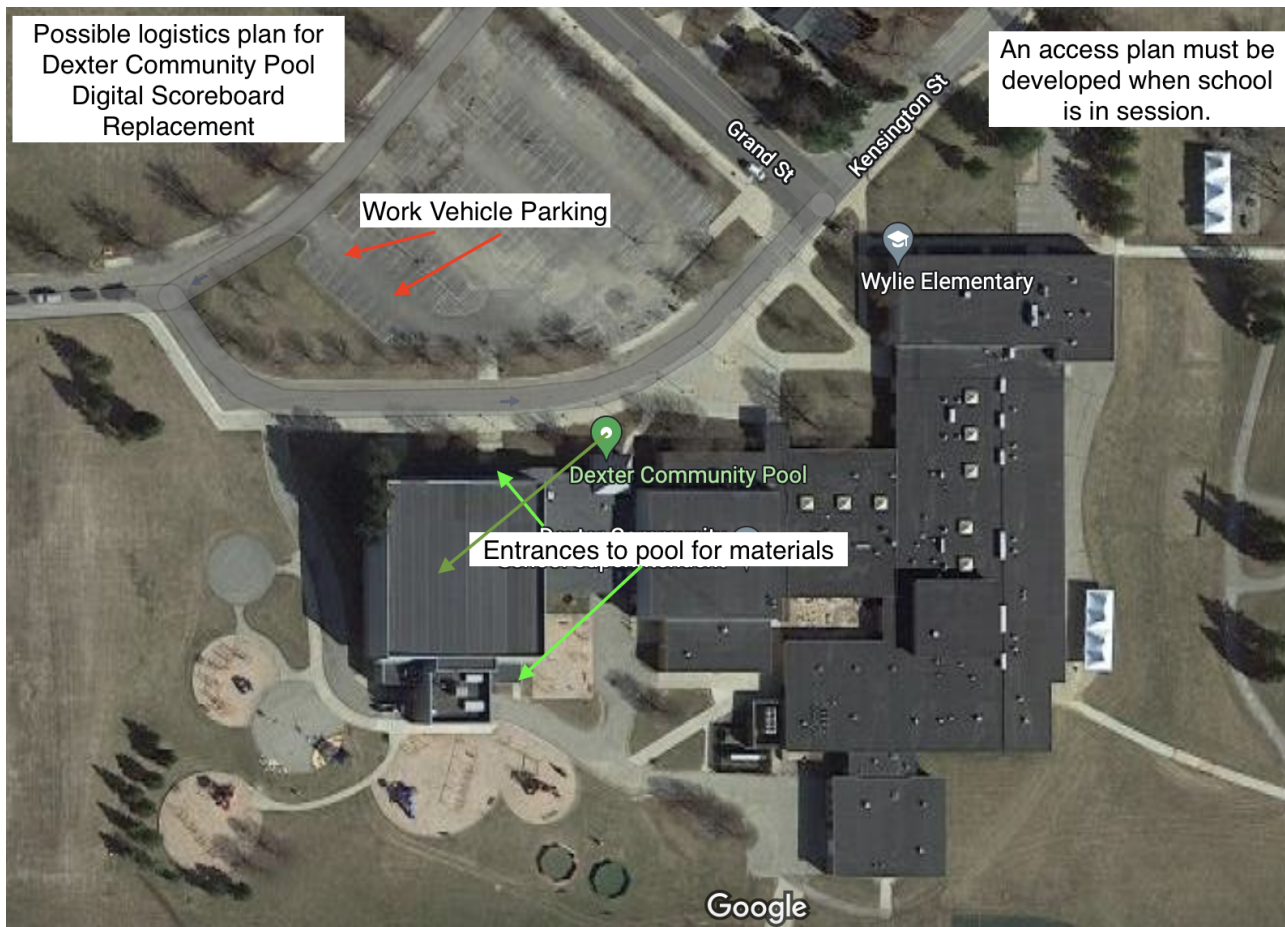 Possible logistics plan for
Dexter Community Pool
Digital Scoreboard
Replacement
An access plan must be
developed when school
is in session.
Grand St
Kensington St
Work Vehicle Parking
Wylie Elementary
Dexter Community Pool
Entrances to pool for materials
Google